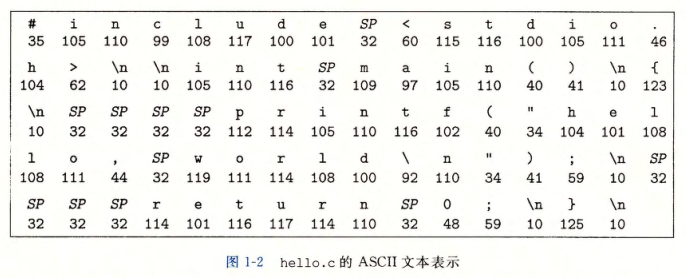 # i n c l u d e SP < s t d i o .
35 105 110 99 108 117 100 101 32 60 115 116 100 105 111 46
h > \n \n i n t SP m a i n ( ) \n {
104 62 10 10 105 110 116 32 109 97 105 110 40 41 10 123
\n SP SP SP SP p r i n t f ( " h e l
10 32 32 32 32 112 114 105 110 116 102 40 34 104 101 108
l o , SP w o r l d \ n " ) ; \n SP
108 111 44 32 119 111 114 108 100 92 110 34 41 59 10 32
SP SP SP r e t u r n SP 0 ; \n } \n
32 32 32 114 101 116 117 114 110 32 48 59 10 125 10
图 1-2 hello.c 的 ASCII 文本表示